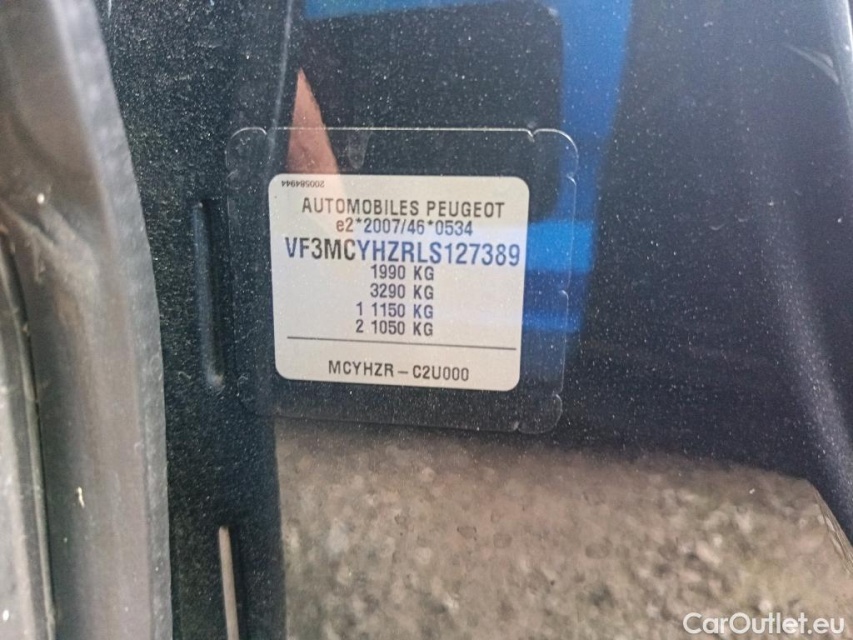 200584944
AUTOMOBILES PEUGEOT
e2*2007/46*0534
VF3MCYHZRLS127389
1990 KG
3290 KG
1 1150 KG
2 1050 KG
MCYHZR-C2U000
CarOutlet.eu